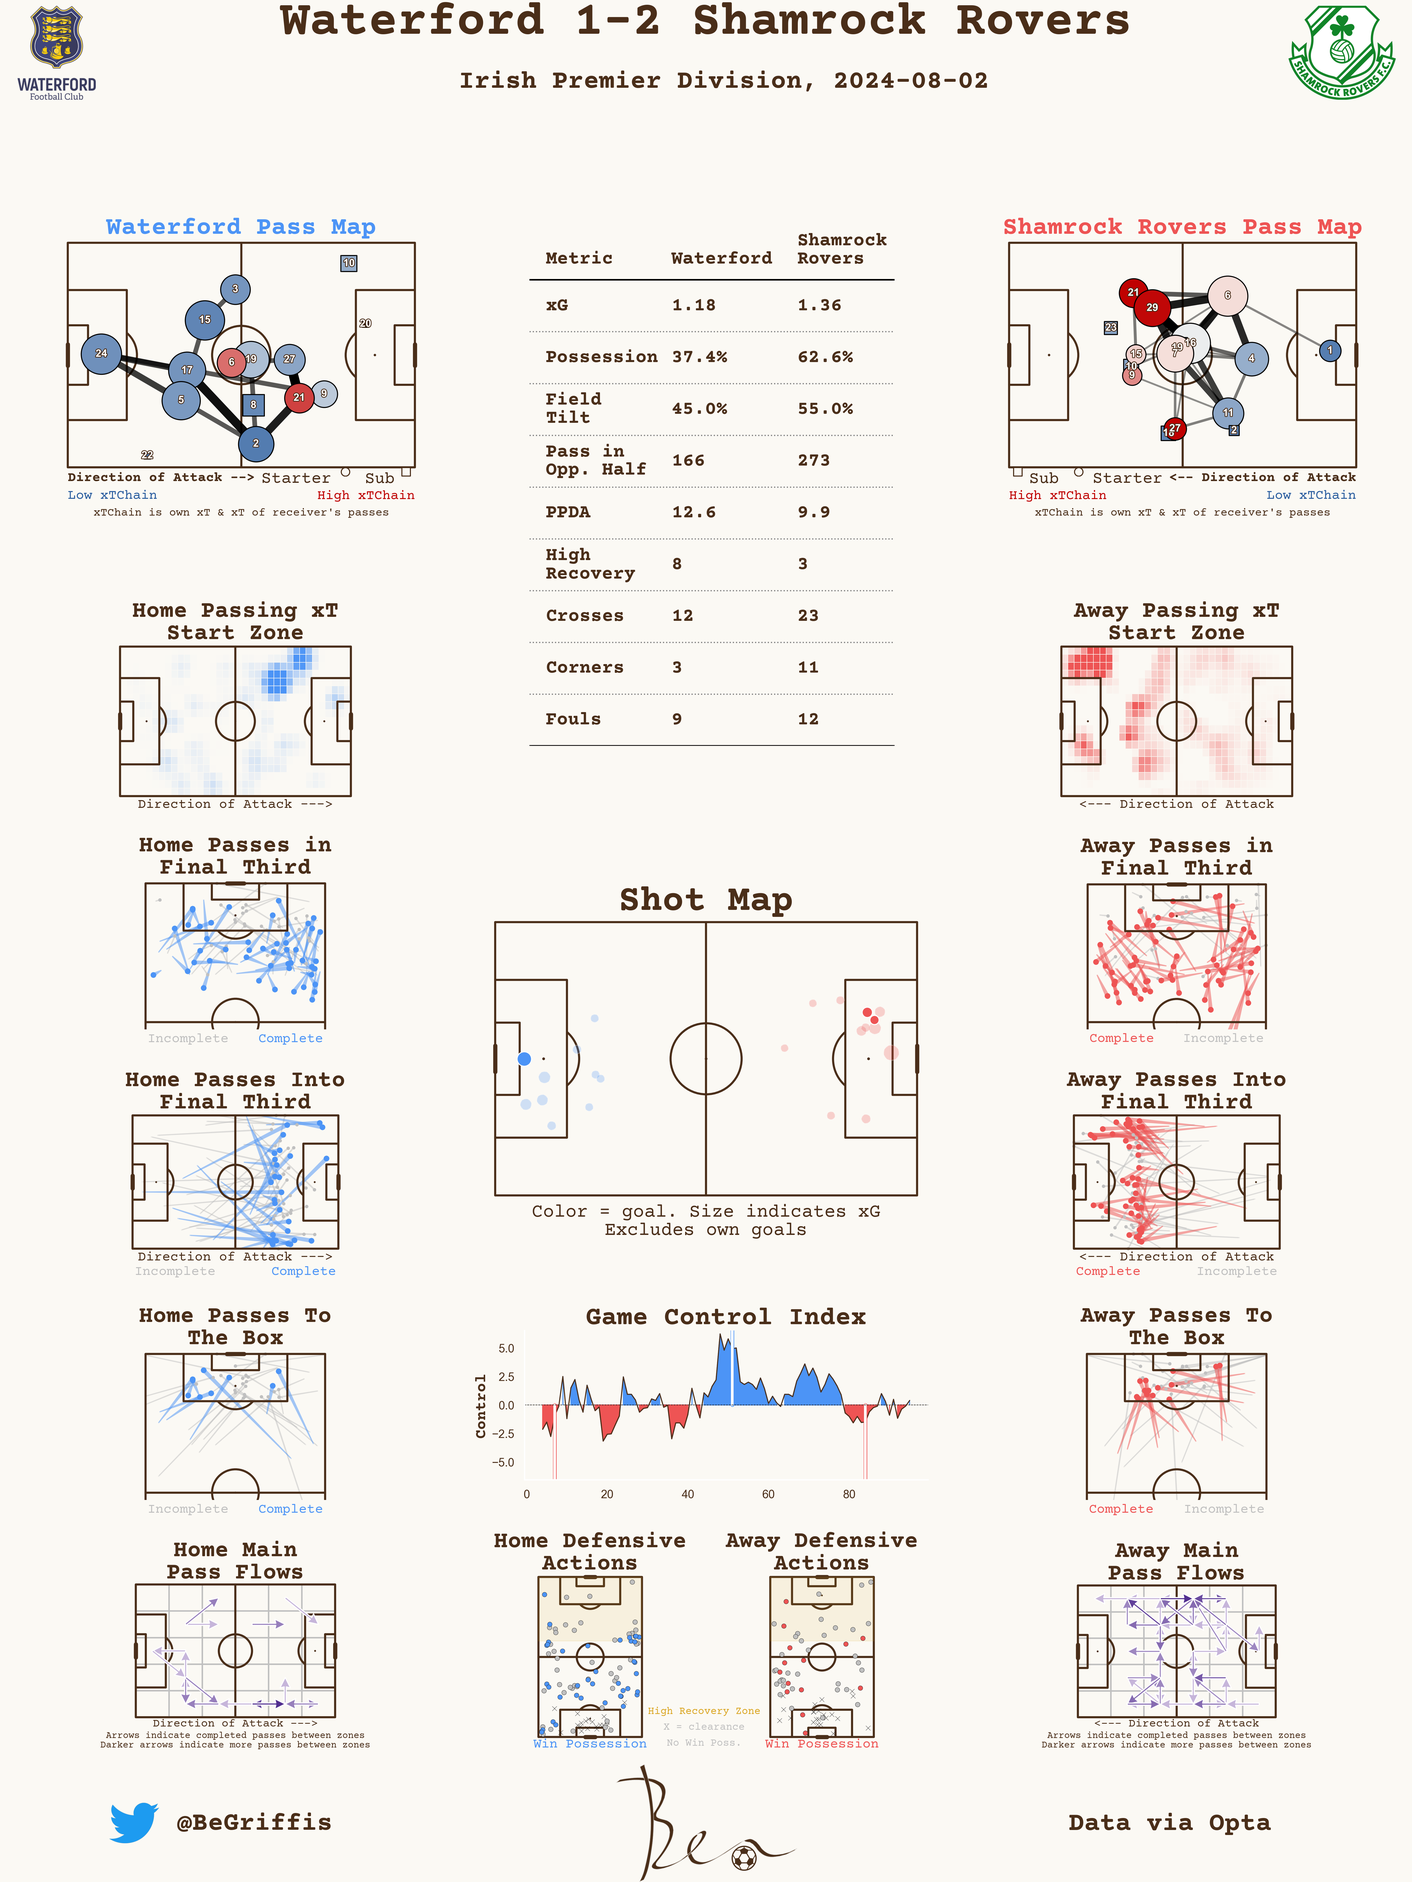 Waterford 1-2 Shamrock Rovers
Irish Premier Division, 2024-08-02
WATERFORD
Football Club
SHAMROCK ROVERS F.C.
Waterford Pass Map
10
3
20
15
24
6
19
27
17
9
5
21
8
2
22
Direction of Attack --> Starter Sub
Low xTChain High xTChain
xTChain is own xT & xT of receiver's passes
Metric Waterford Shamrock Rovers
xG 1.18 1.36
Possession 37.4% 62.6%
Field Tilt 45.0% 55.0%
Pass in Opp. Half 166 273
PPDA 12.6 9.9
High Recovery 8 3
Crosses 12 23
Corners 3 11
Fouls 9 12
Shamrock Rovers Pass Map
21
6
29
23
16
19
15
7
1
4
10
9
11
27
2
Sub Starter <-- Direction of Attack
High xTChain Low xTChain
xTChain is own xT & xT of receiver's passes
Home Passing xT
Start Zone
Direction of Attack --->
Away Passing xT
Start Zone
<--- Direction of Attack
Home Passes in
Final Third
Incomplete Complete
Away Passes in
Final Third
Complete Incomplete
Shot Map
Color = goal. Size indicates xG
Excludes own goals
Home Passes Into
Final Third
Direction of Attack --->
Incomplete Complete
Away Passes Into
Final Third
<--- Direction of Attack
Complete Incomplete
Home Passes To
The Box
Incomplete Complete
Game Control Index
Control
5.0
2.5
0.0
−2.5
−5.0
0 20 40 60 80
Away Passes To
The Box
Complete Incomplete
Home Main
Pass Flows
Direction of Attack --->
Arrows indicate completed passes between zones
Darker arrows indicate more passes between zones
Home Defensive
Actions
Win Possession
High Recovery Zone
X = clearance
No Win Poss.
Away Defensive
Actions
Win Possession
Away Main
Pass Flows
<--- Direction of Attack
Arrows indicate completed passes between zones
Darker arrows indicate more passes between zones
@BeGriffis
Ben
Data via Opta